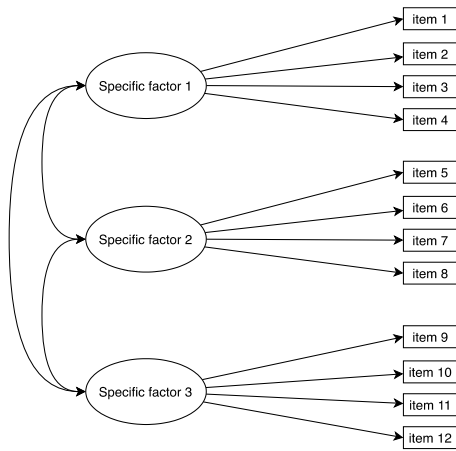 item 1
item 2
Specific factor 1
item 3
item 4
item 5
item 6
Specific factor 2
item 7
item 8
item 9
item 10
Specific factor 3
item 11
item 12